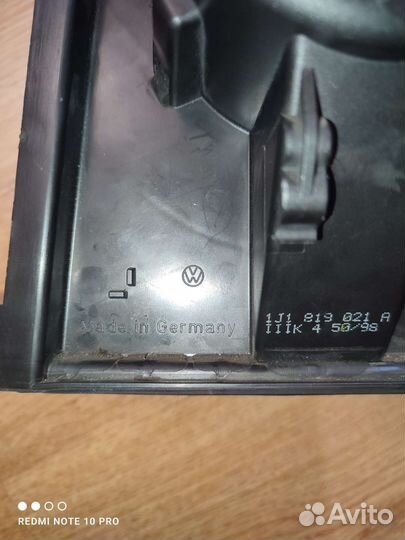 1J1 819 021 A
IIIK 4 50/98
Made in Germany
REDMI NOTE 10 PRO
Avito